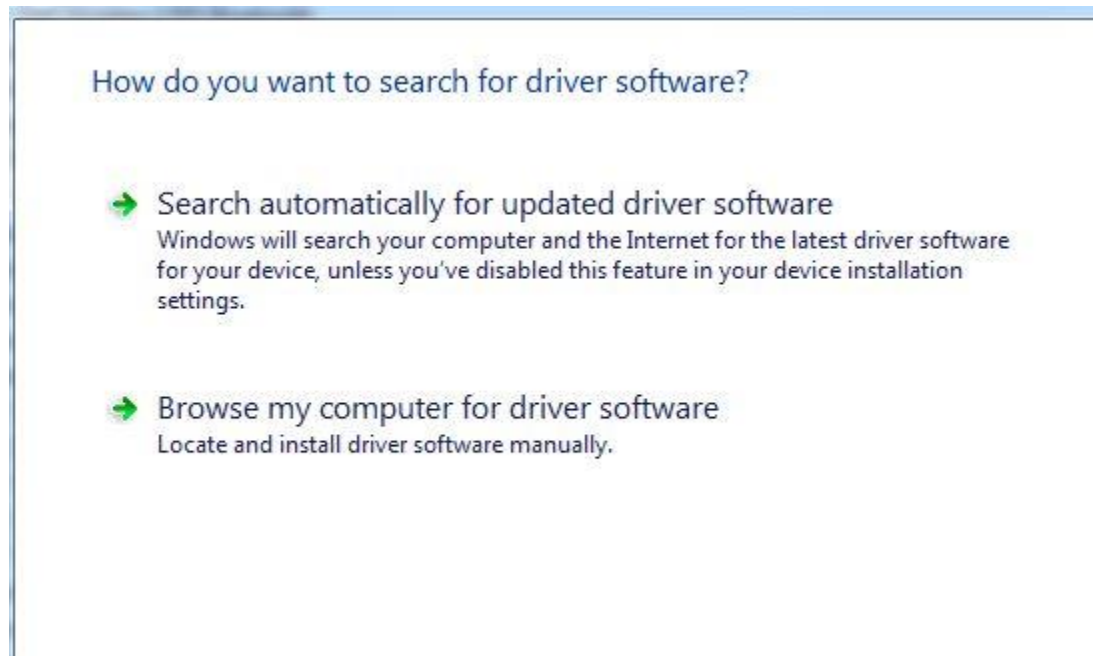 How do you want to search for driver software?
Search automatically for updated driver software
Windows will search your computer and the Internet for the latest driver software
for your device, unless you've disabled this feature in your device installation
settings.
Browse my computer for driver software
Locate and install driver software manually.